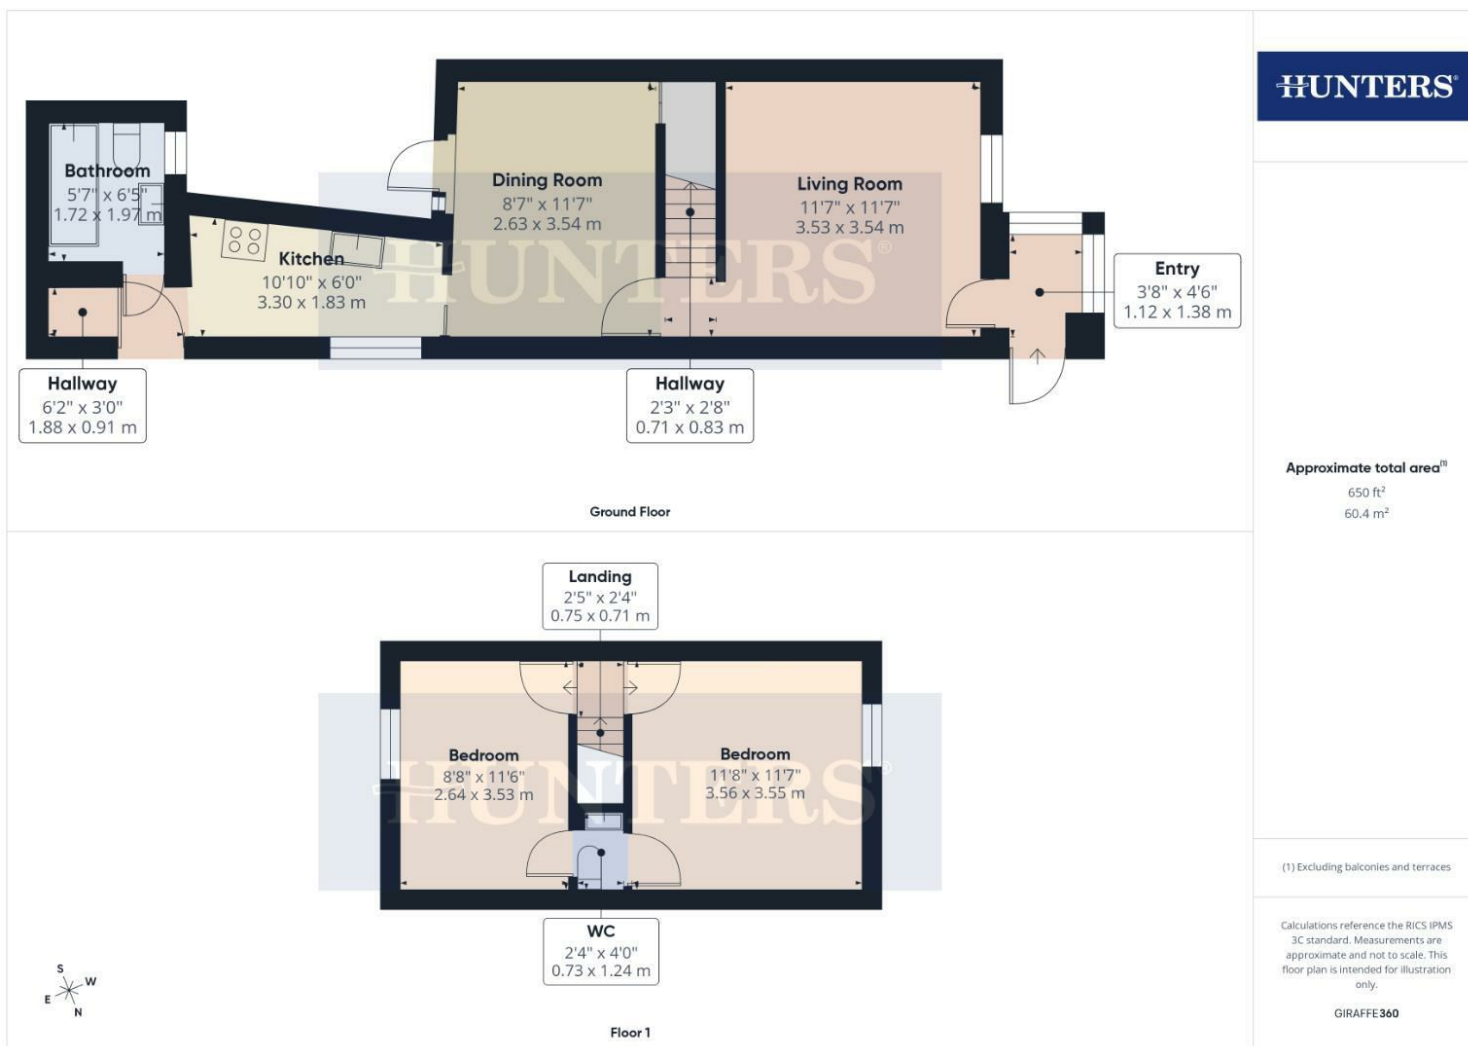 HUNTERS®
Bathroom
5'7" x 6'5"
1.72 x 1.97 m
Kitchen
10'10" x 6'0"
3.30 x 1.83 m
Dining Room
8'7" x 11'7"
2.63 x 3.54 m
Living Room
11'7" x 11'7"
3.53 x 3.54 m
HUNTERS®
Entry
3'8" x 4'6"
1.12 x 1.38 m
Hallway
6'2" x 3'0"
1.88 x 0.91 m
Hallway
2'3" x 2'8"
0.71 x 0.83 m
Ground Floor
Approximate total area(1)
650 ft²
60.4 m²
Landing
2'5" x 2'4"
0.75 x 0.71 m
Bedroom
8'8" x 11'6"
2.64 x 3.53 m
Bedroom
11'8" x 11'7"
3.56 x 3.55 m
HUNTERS®
WC
2'4" x 4'0"
0.73 x 1.24 m
S
W
E
N
Floor 1
(1) Excluding balconies and terraces
Calculations reference the RICS IPMS
3C standard. Measurements are
approximate and not to scale. This
floor plan is intended for illustration
only.
GIRAFFE360